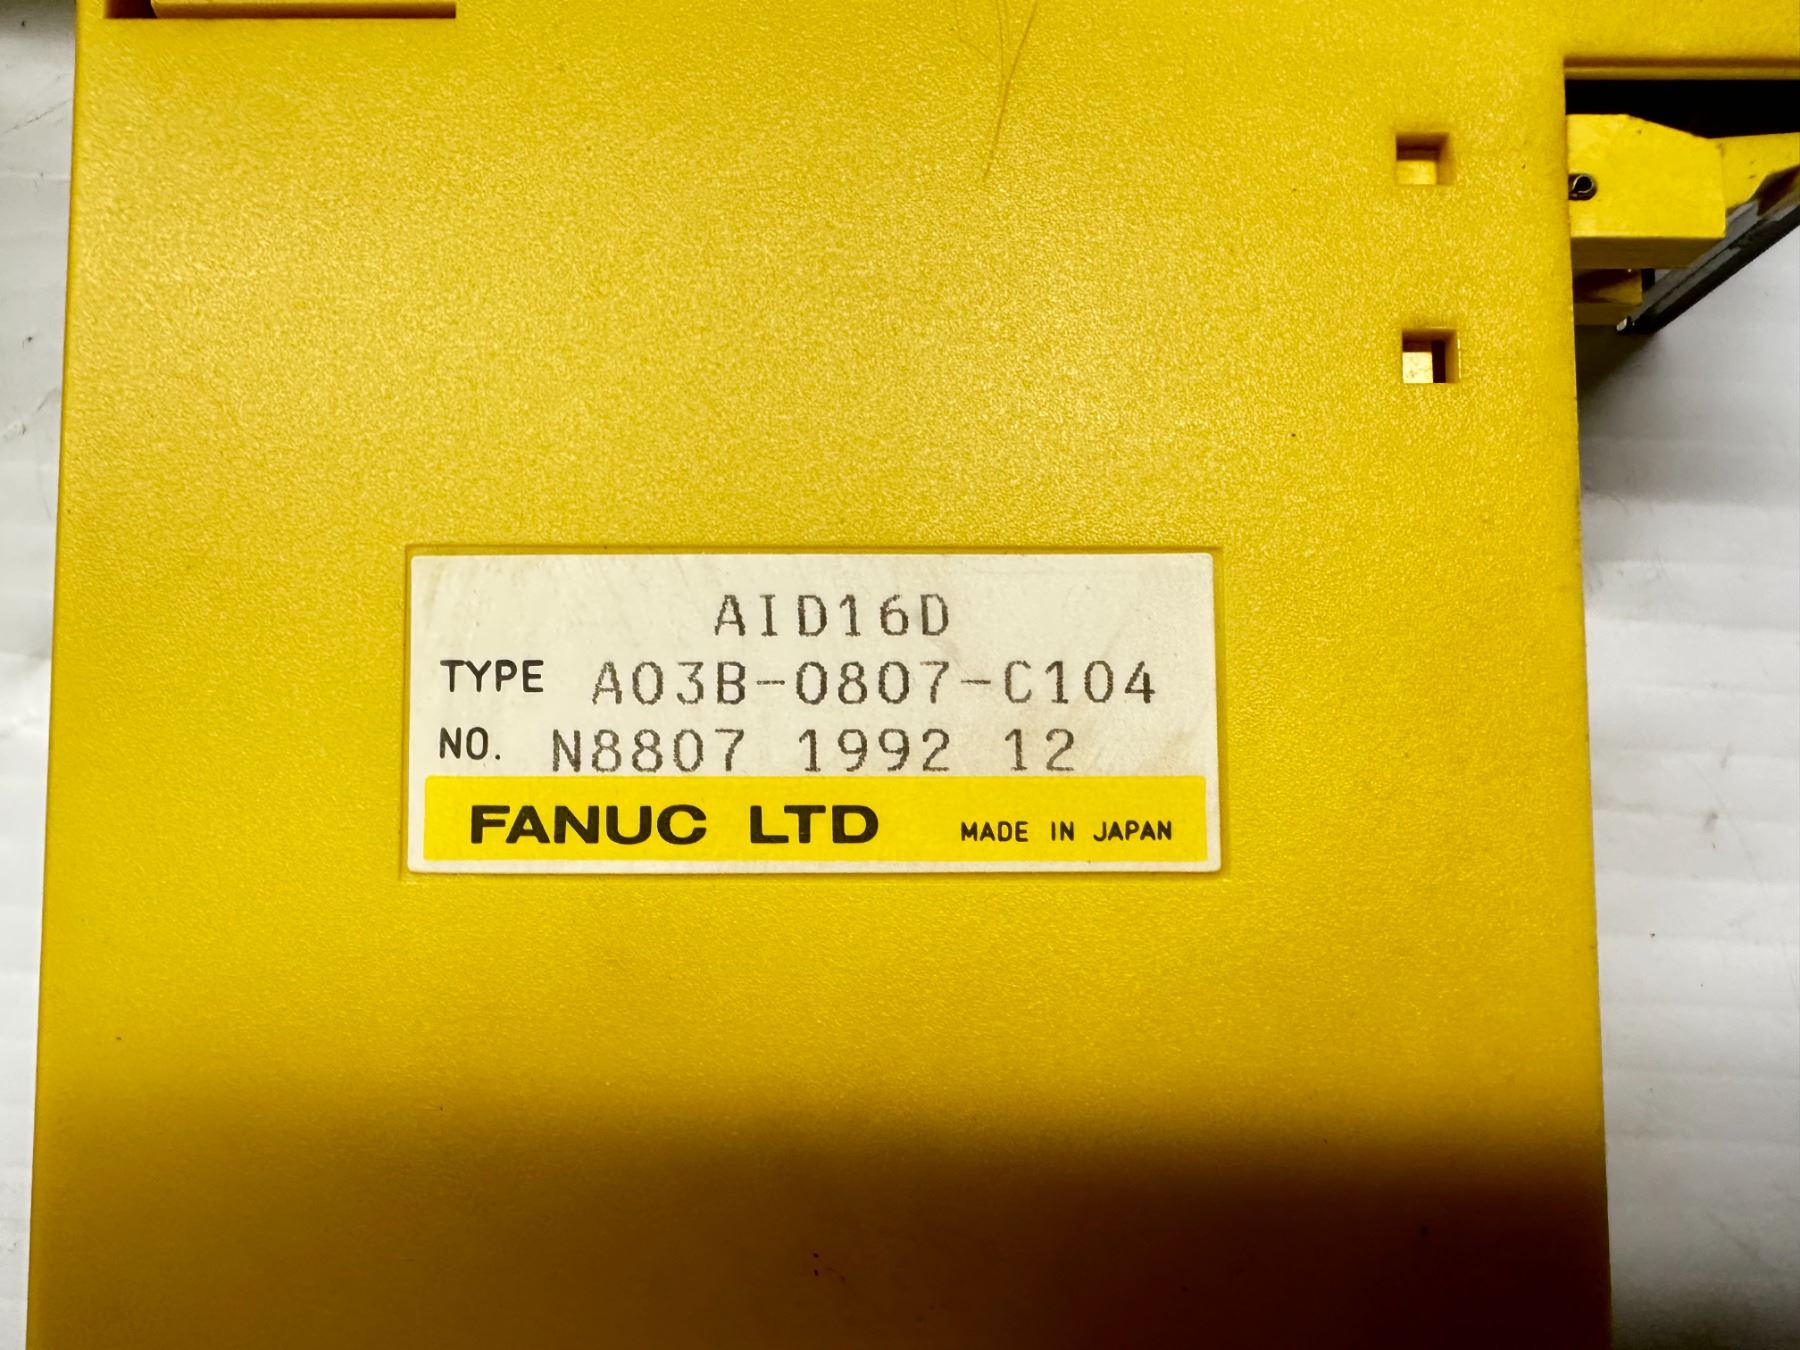 AID16D
TYPE A03B-0807-C104
NO. N8807 1992 12
FANUC LTD MADE IN JAPAN